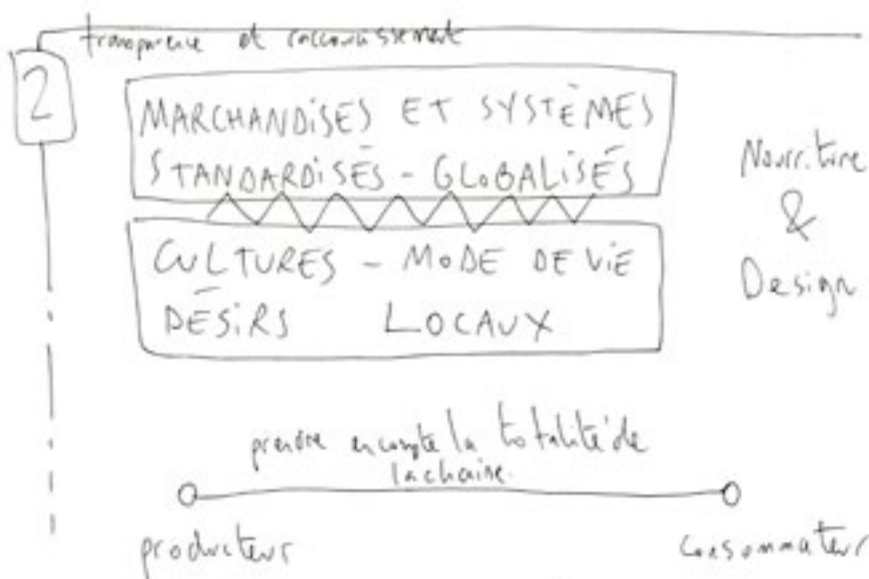 transparence et raccourcissement
2
MARCHANDISES ET SYSTÈMES
STANDARDISÉS - GLOBALISÉS
CULTURES - MODE DE VIE
DÉSIRS LOCAUX
Nourriture
&
Design
prendre en compte la totalité de
la chaine.
producteur
consommateur